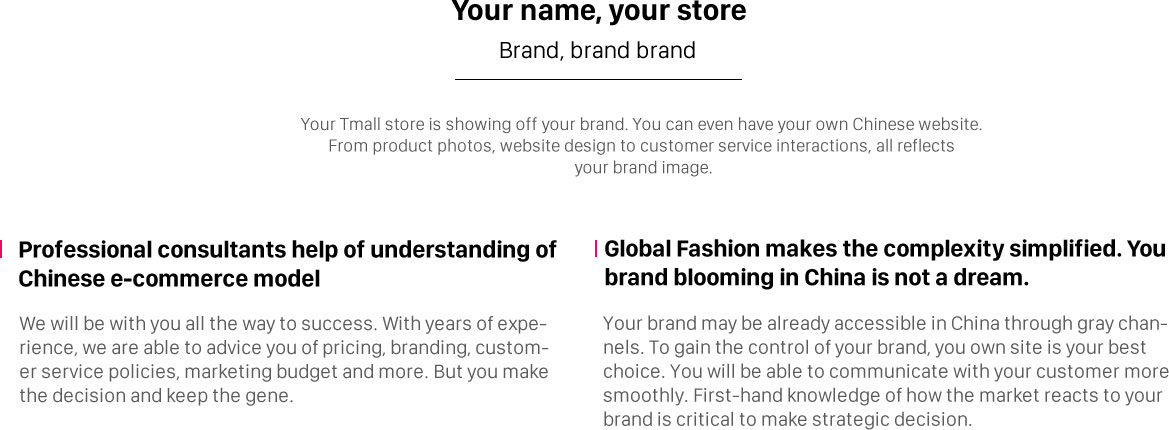 Your name, your store
Brand, brand brand
Your Tmall store is showing off your brand. You can even have your own Chinese website.
From product photos, website design to customer service interactions, all reflects
your brand image.
Professional consultants help of understanding of
Chinese e-commerce model
We will be with you all the way to success. With years of expe-
rience, we are able to advice you of pricing, branding, custom-
er service policies, marketing budget and more. But you make
the decision and keep the gene.
Global Fashion makes the complexity simplified. You
brand blooming in China is not a dream.
Your brand may be already accessible in China through gray chan-
nels. To gain the control of your brand, you own site is your best
choice. You will be able to communicate with your customer more
smoothly. First-hand knowledge of how the market reacts to your
brand is critical to make strategic decision.